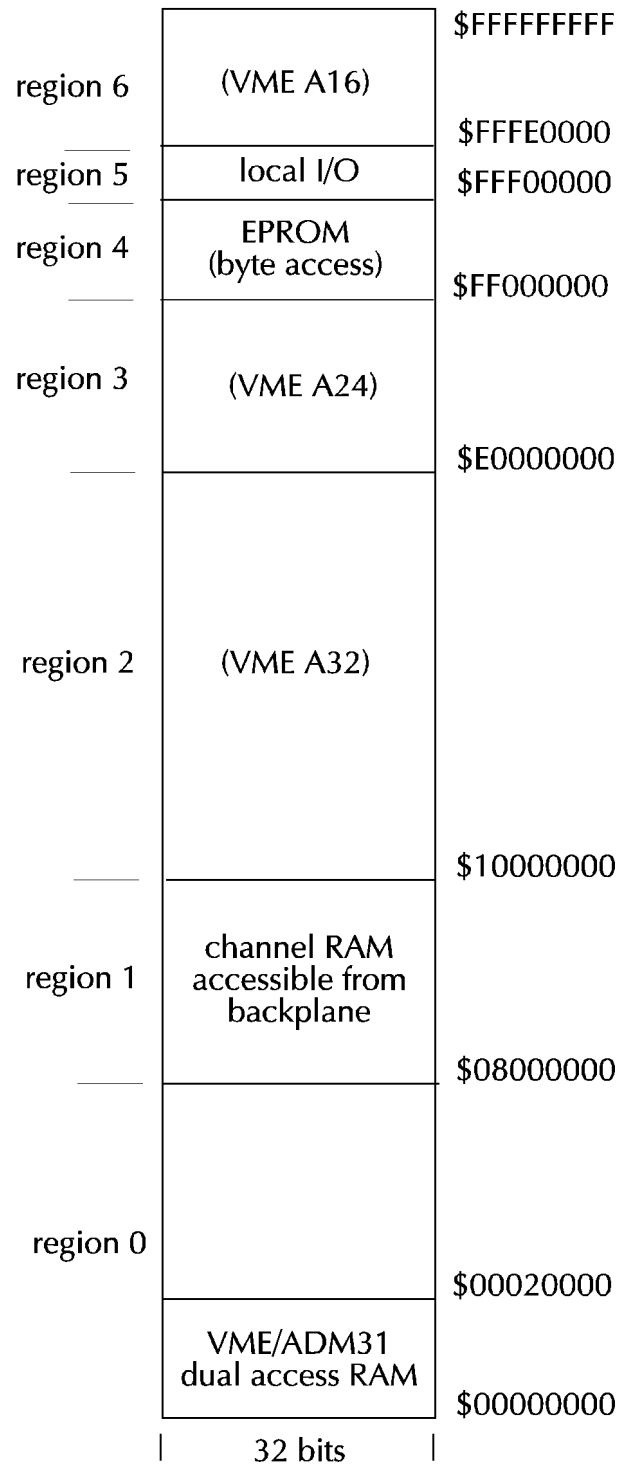 $FFFFFFFFF
region 6
(VME A16)
$FFFE0000
region 5
local I/O
$FFF00000
region 4
EPROM
(byte access)
$FF000000
region 3
(VME A24)
$E0000000
region 2
(VME A32)
$10000000
region 1
channel RAM
accessible from
backplane
$08000000
region 0
$00020000
VME/ADM31
dual access RAM
$00000000
32 bits